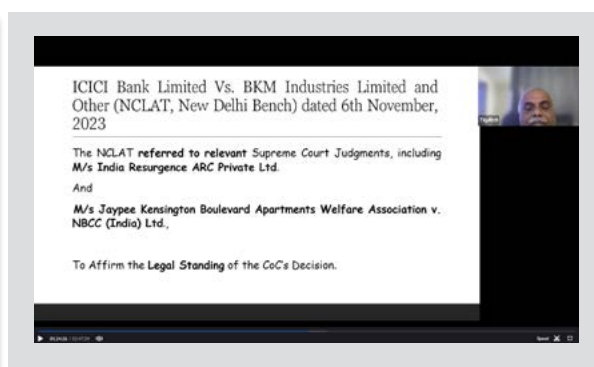 ICICI Bank Limited Vs. BKM Industries Limited and
Other (NCLAT, New Delhi Bench) dated 6th November,
2023
The NCLAT referred to relevant Supreme Court Judgments, including
M/s India Resurgence ARC Private Ltd.
And
M/s Jaypee Kensington Boulevard Apartments Welfare Association v.
NBCC (India) Ltd.,
To Affirm the Legal Standing of the CoC's Decision.